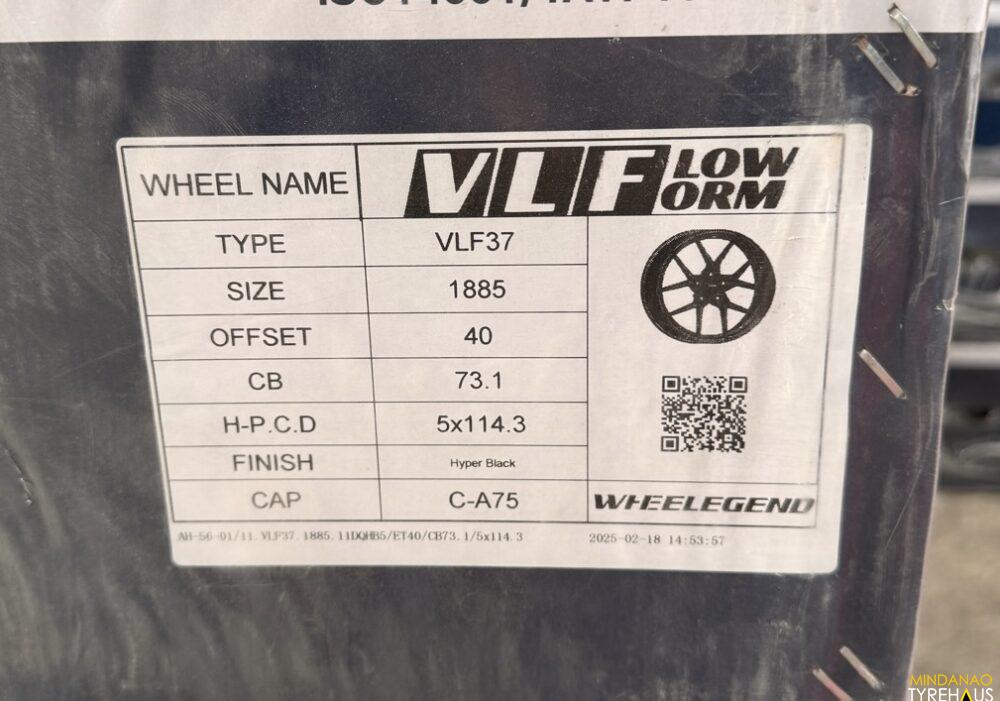 WHEEL NAME VLF LOW ORM
TYPE VLF37
SIZE 1885
OFFSET 40
CB 73.1
H-P.C.D 5x114.3
FINISH Hyper Black
CAP C-A75
WHEELEGEND
AH-56-01/11.VLF37.1885.11DQHB5/ET40/CB73.1/5x114.3 2025-02-18 14:53:57
MINDANAO
TYREHAUS